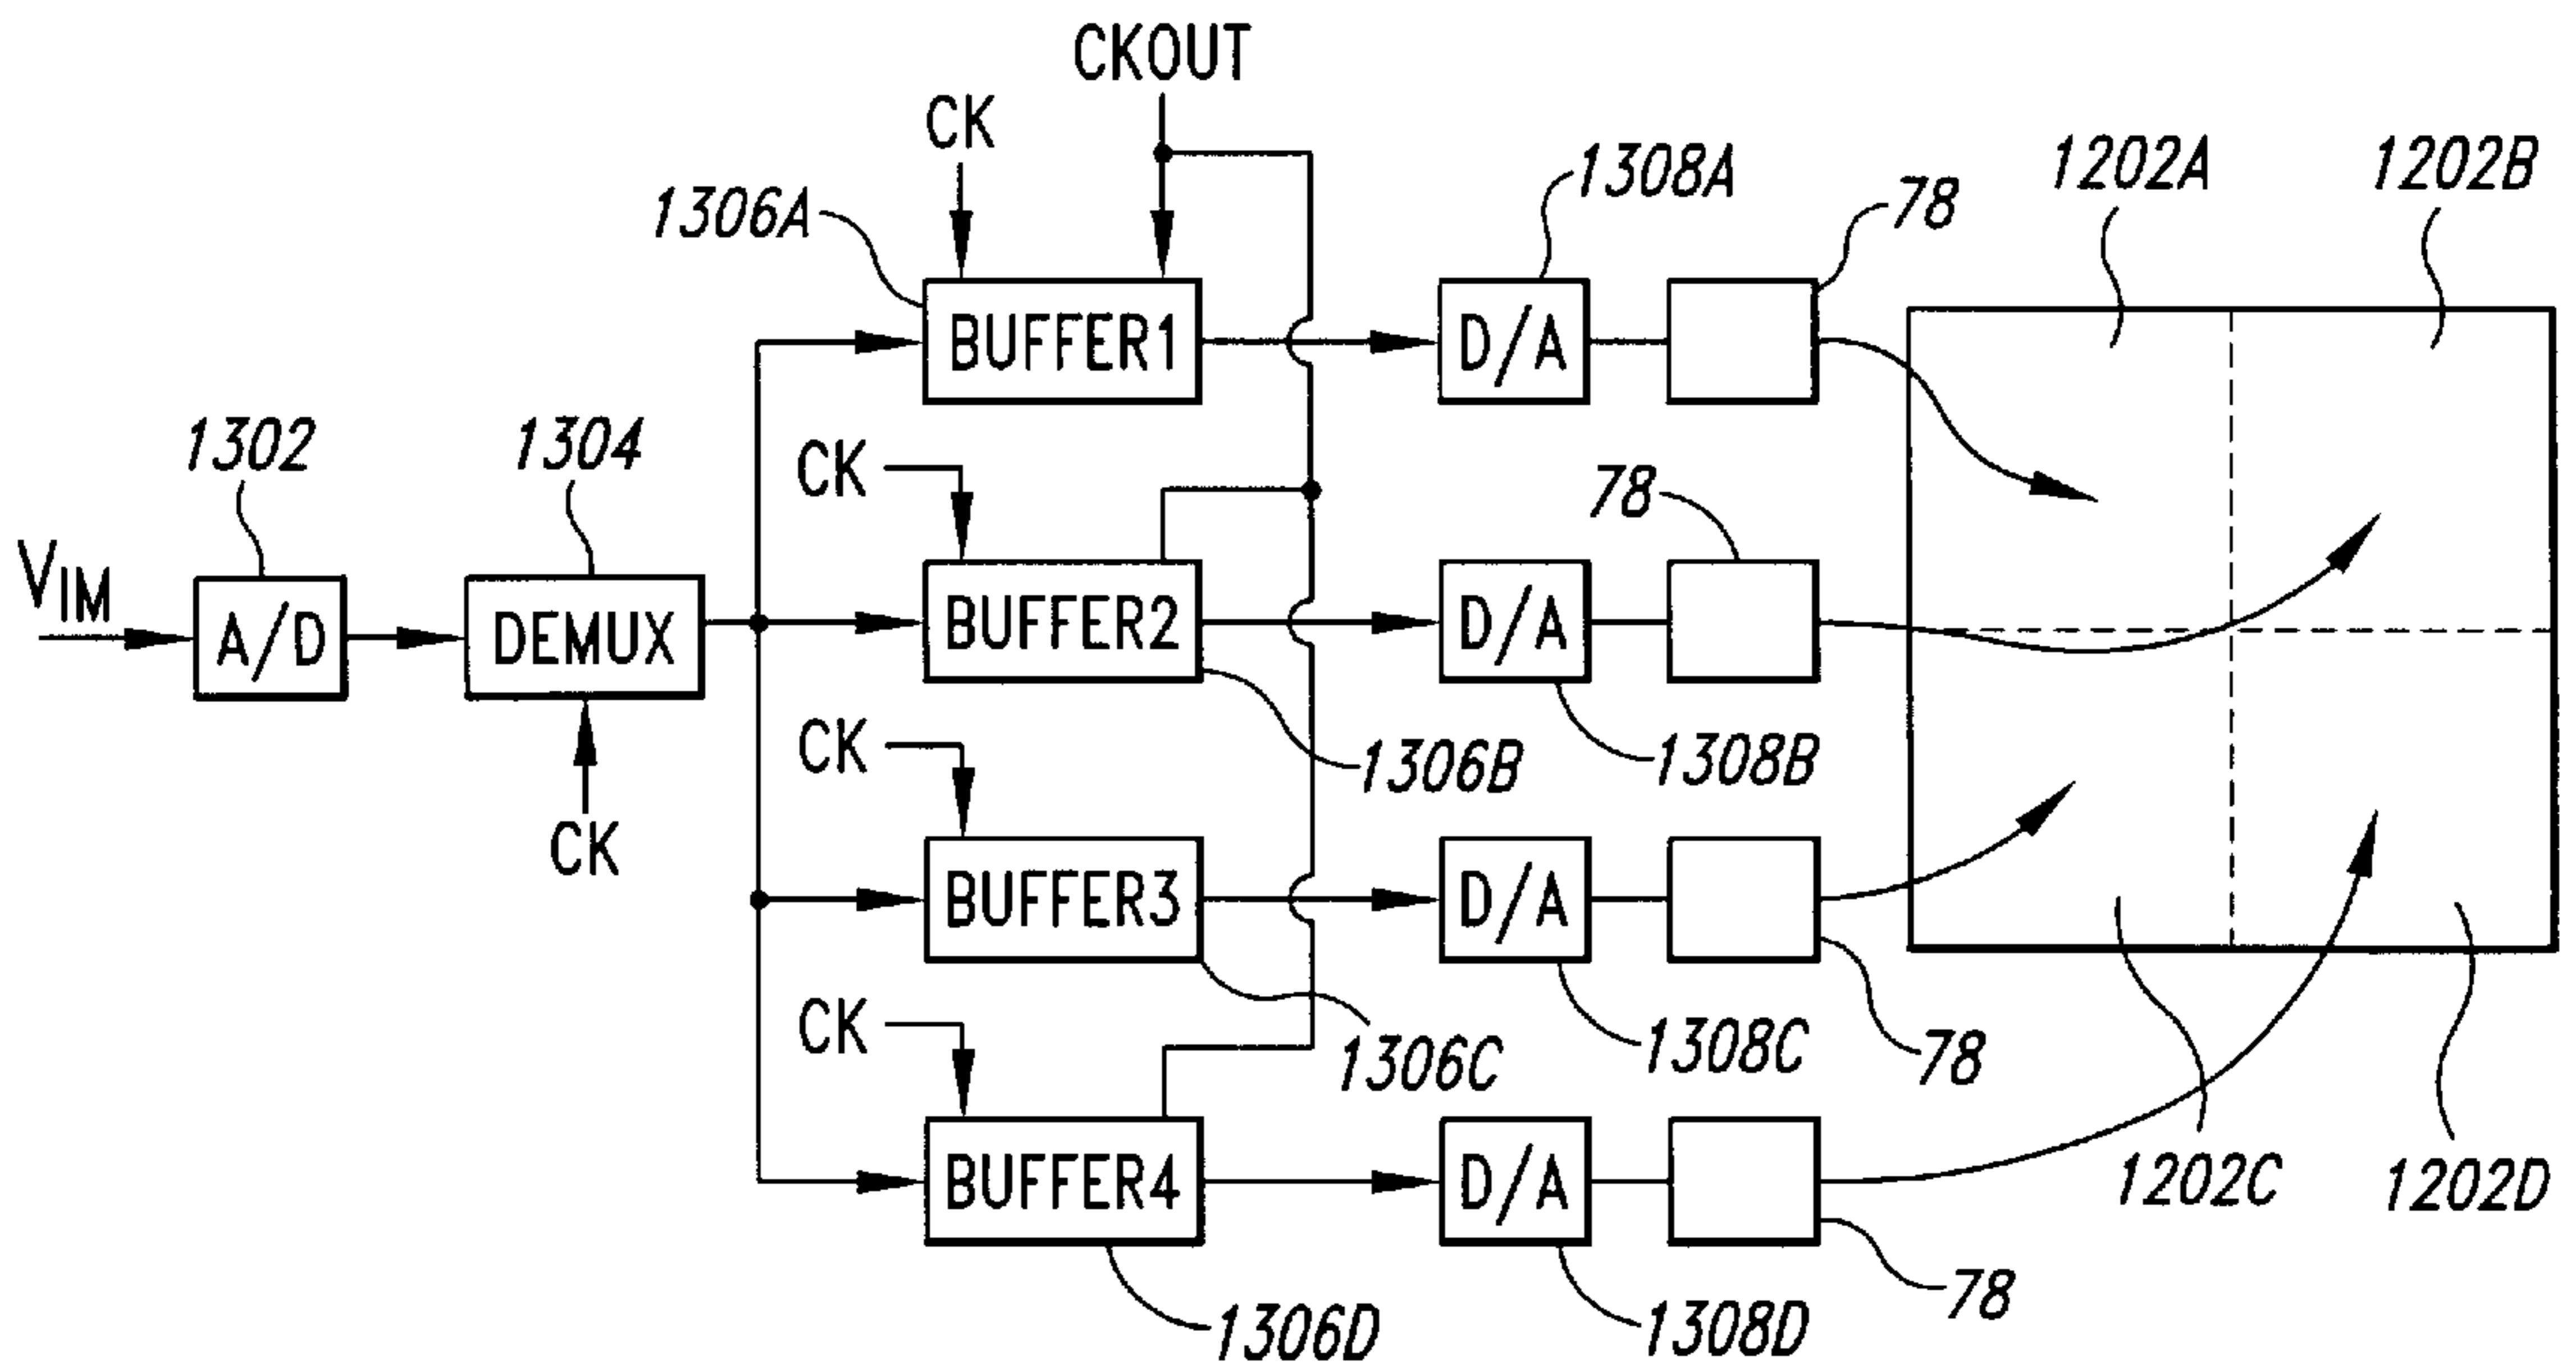 CKOUT
CK
1202A
1202B
1308A
78
1306A
BUFFER1
D/A
1302
1304
CK
78
VIM
A/D
DEMUX
BUFFER2
D/A
CK
1306B
1308B
CK
BUFFER3
D/A
CK
1306C
1308C
78
BUFFER4
D/A
1202C
1202D
78
1306D
1308D